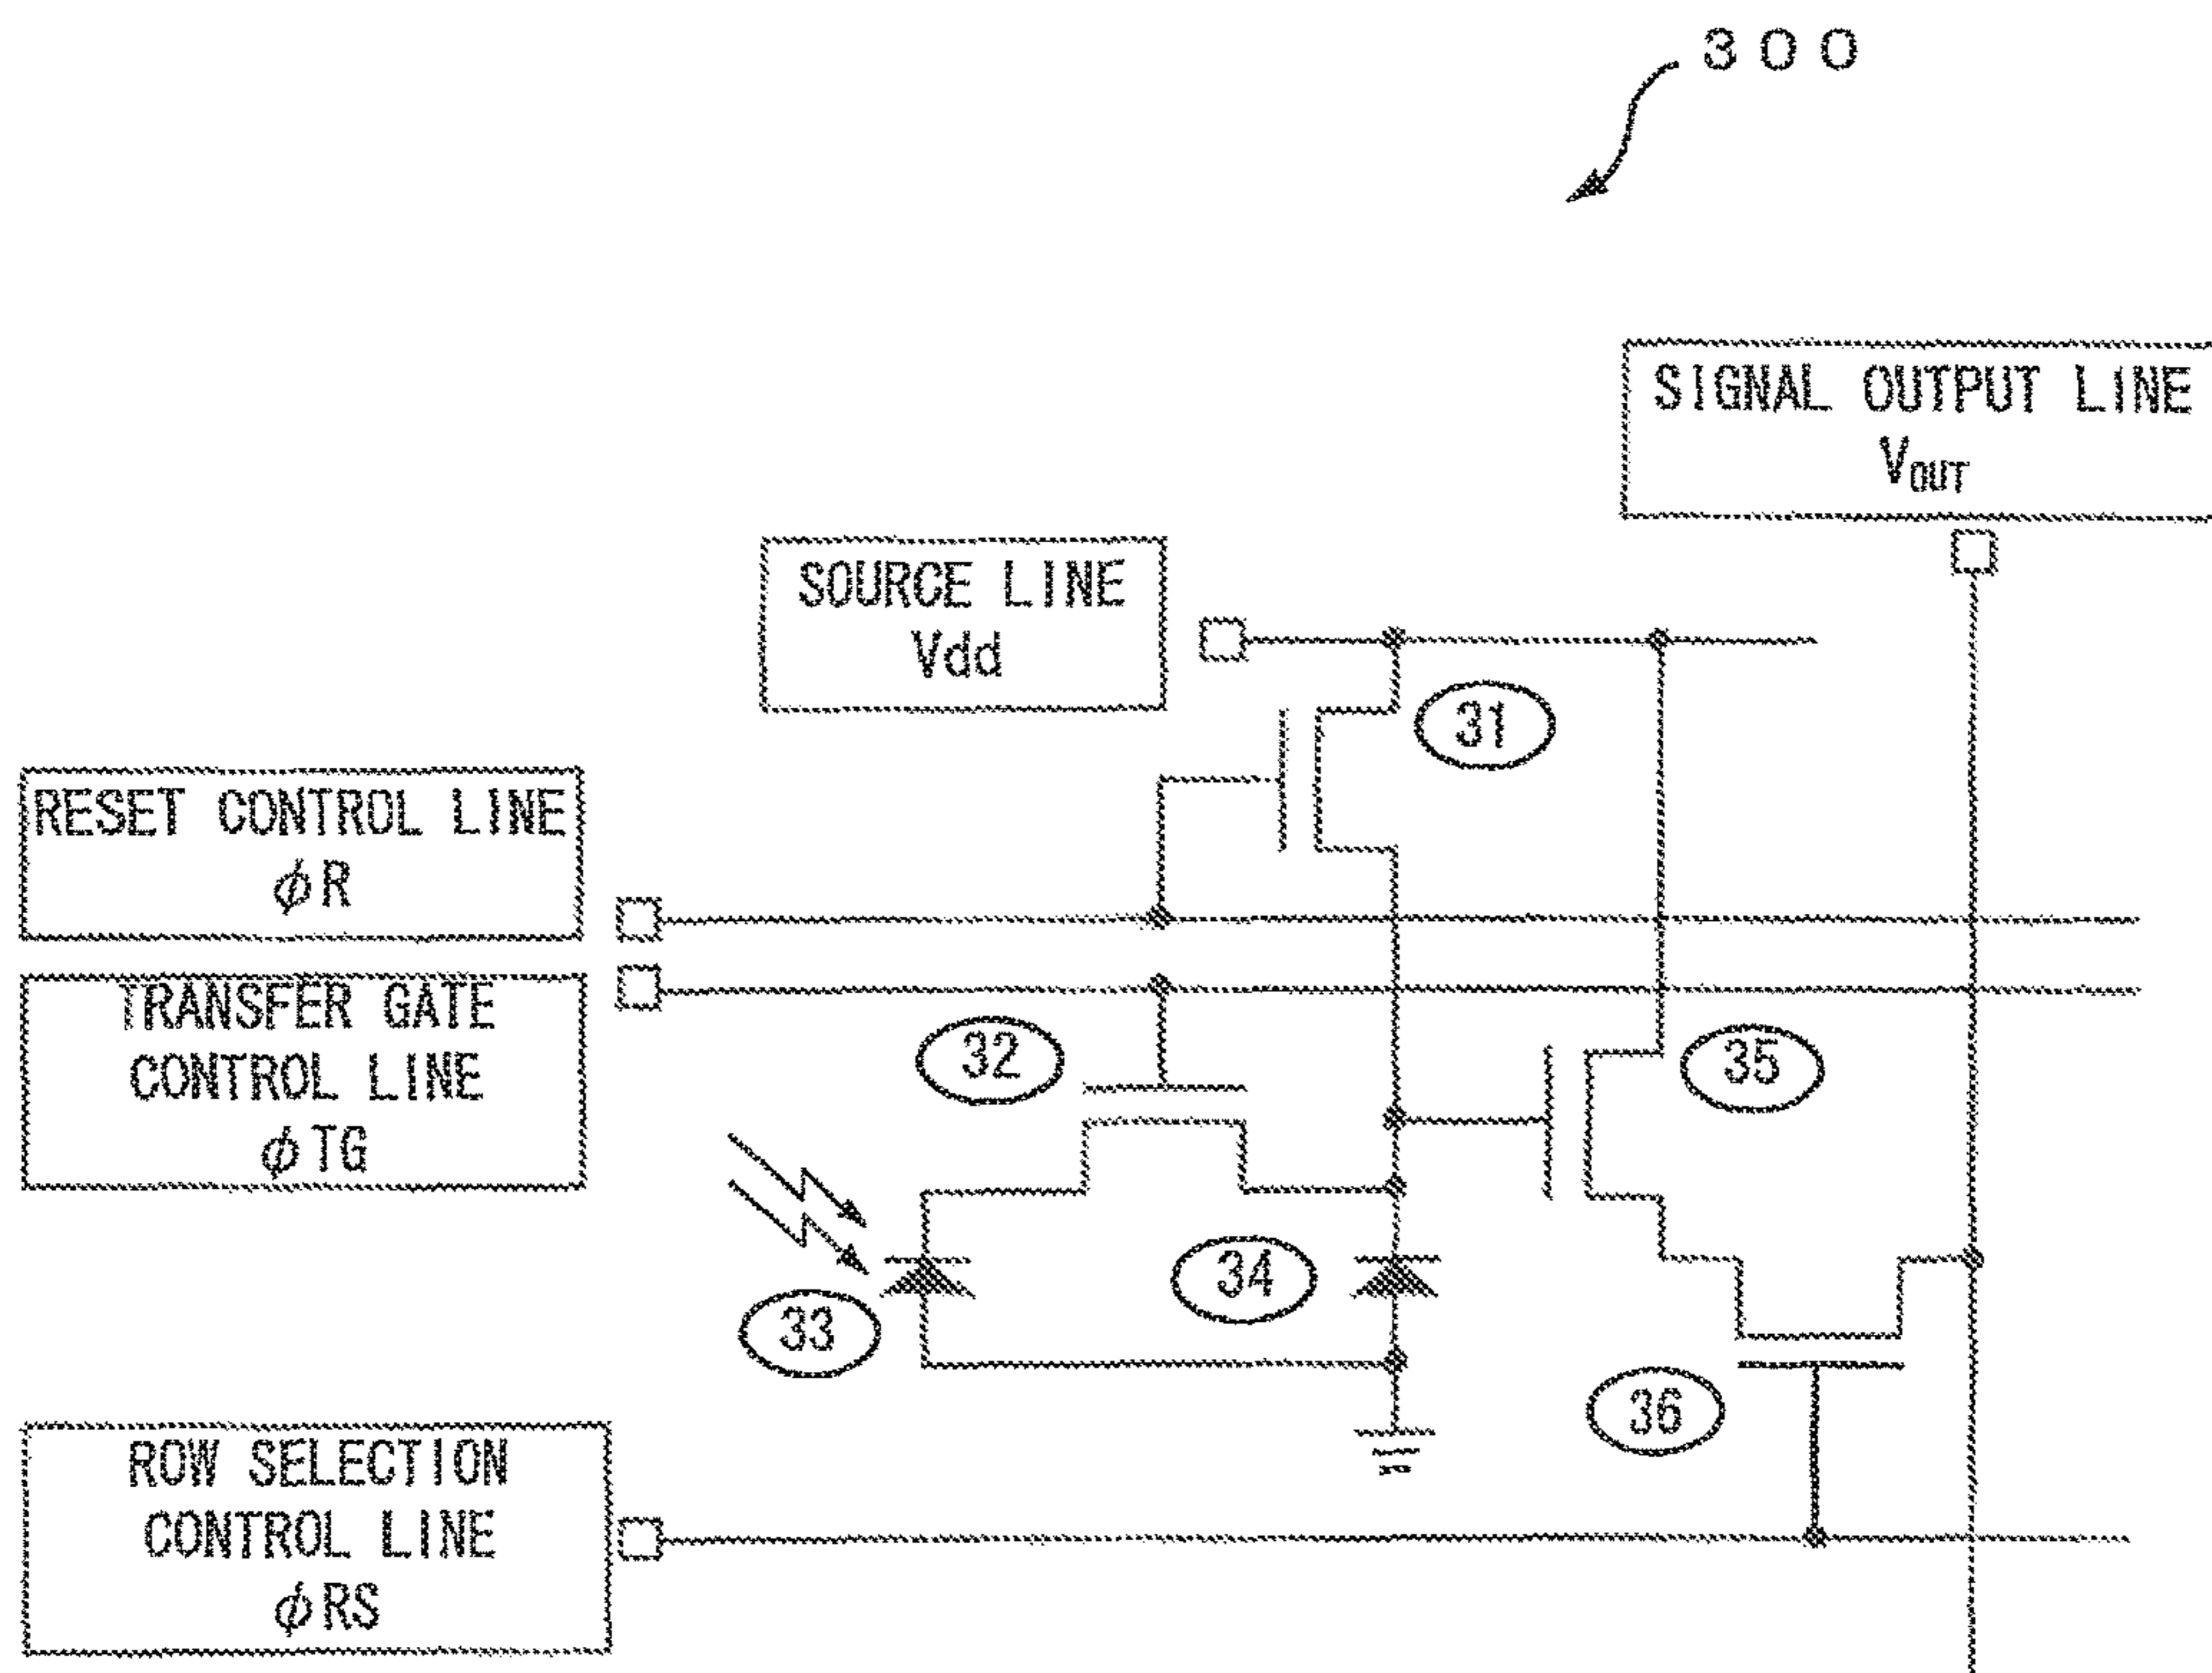 300
SIGNAL OUTPUT LINE
VOUT
SOURCE LINE
Vdd
31
RESET CONTROL LINE
φR
TRANSFER GATE
CONTROL LINE
φTG
32
35
33
34
36
ROW SELECTION
CONTROL LINE
φRS